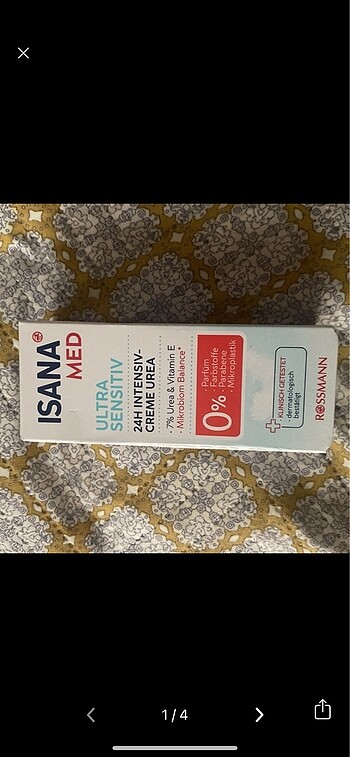 ISANA
MED
ULTRA
SENSITIV
24H INTENSIV-
CREME UREA
· 7% Urea & Vitamin E
· Mikrobiom Balance*
0%
· Parfüm
· Farbstoffe
· Parabene
· Mikroplastik
· KLINISCH GETESTET
· dermatologisch
bestätigt
ROSSMANN
1/4